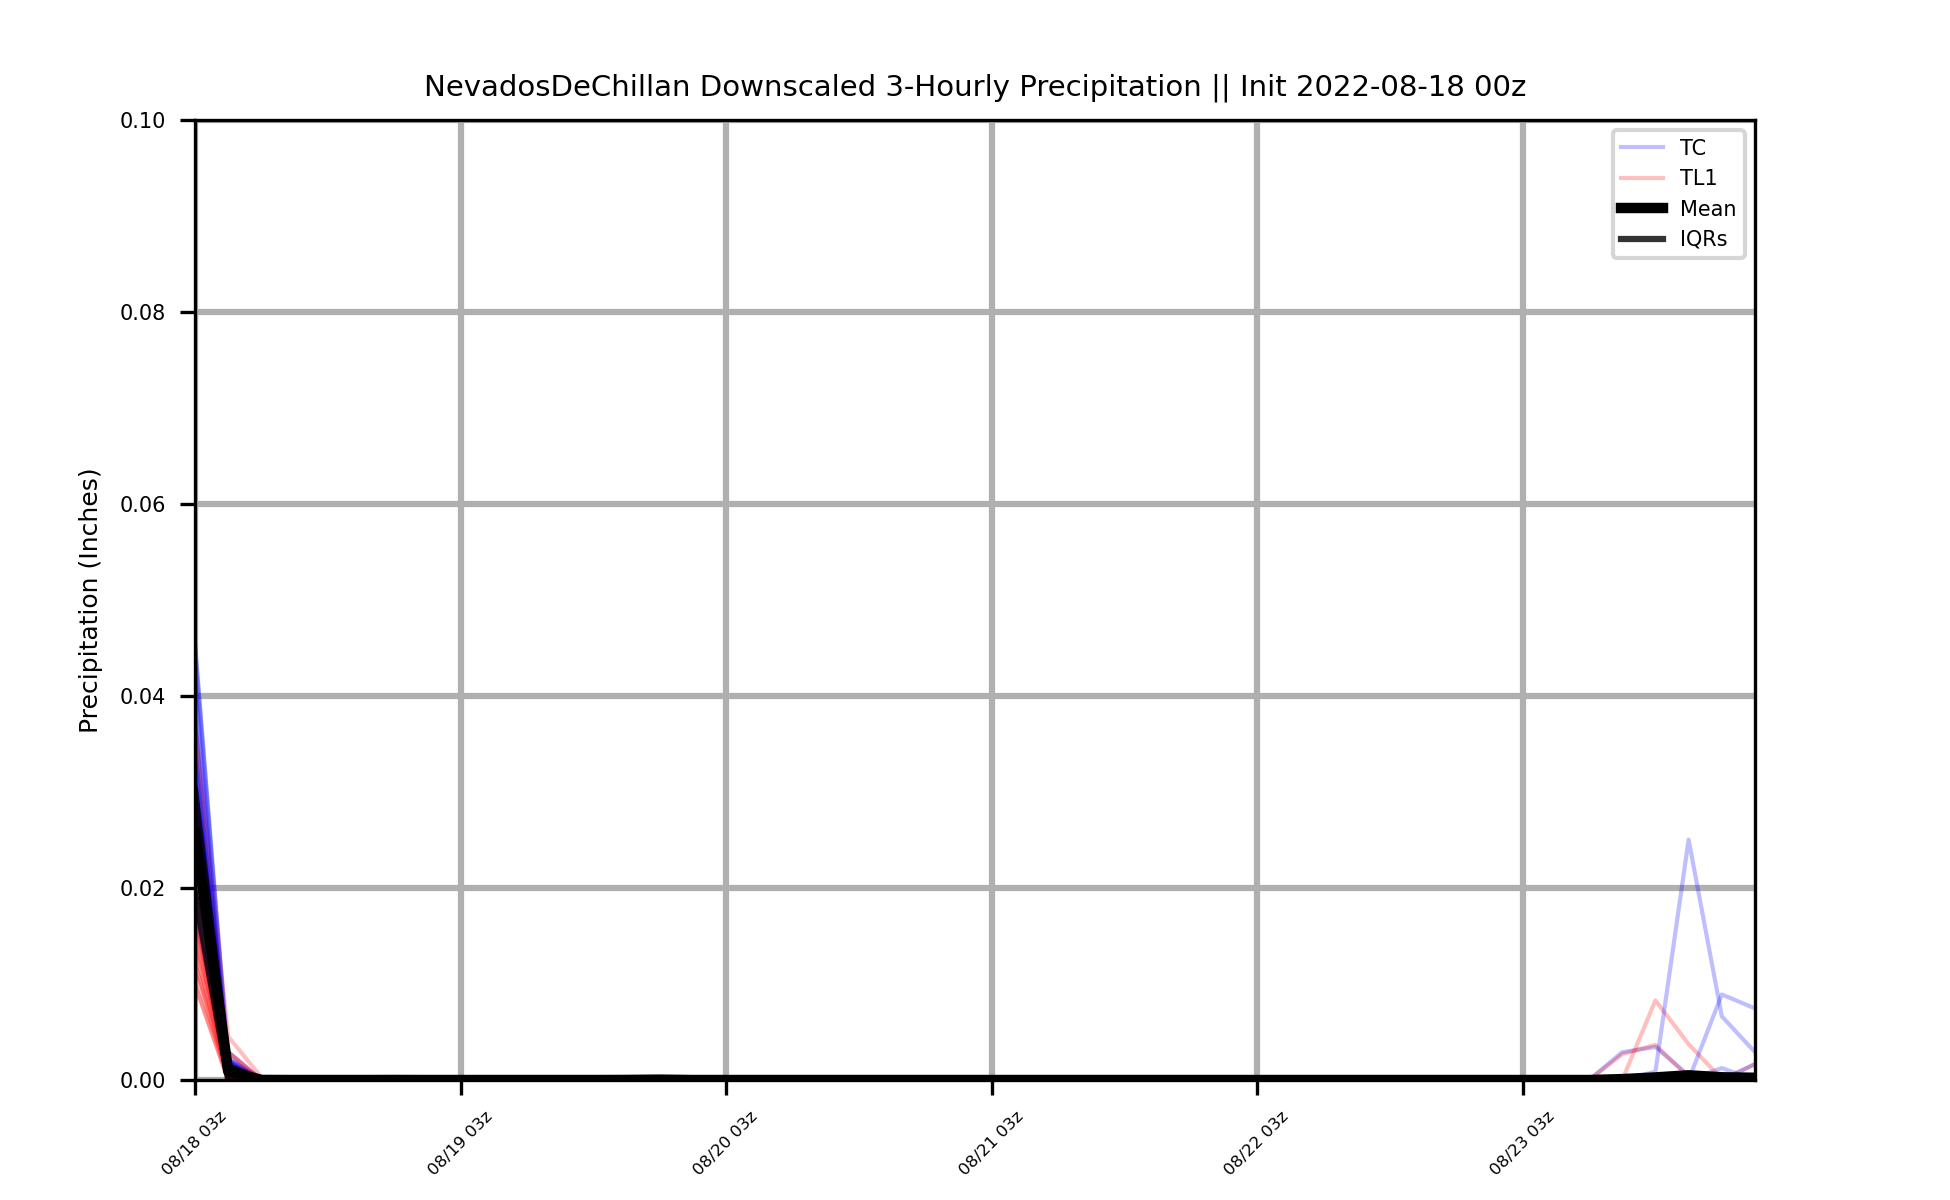 NevadosDeChillan Downscaled 3-Hourly Precipitation || Init 2022-08-18 00z
Precipitation (Inches)
0.10
0.08
0.06
0.04
0.02
0.00
TC
TL1
Mean
IQRs
08/18 03z
08/19 03z
08/20 03z
08/21 03z
08/22 03z
08/23 03z